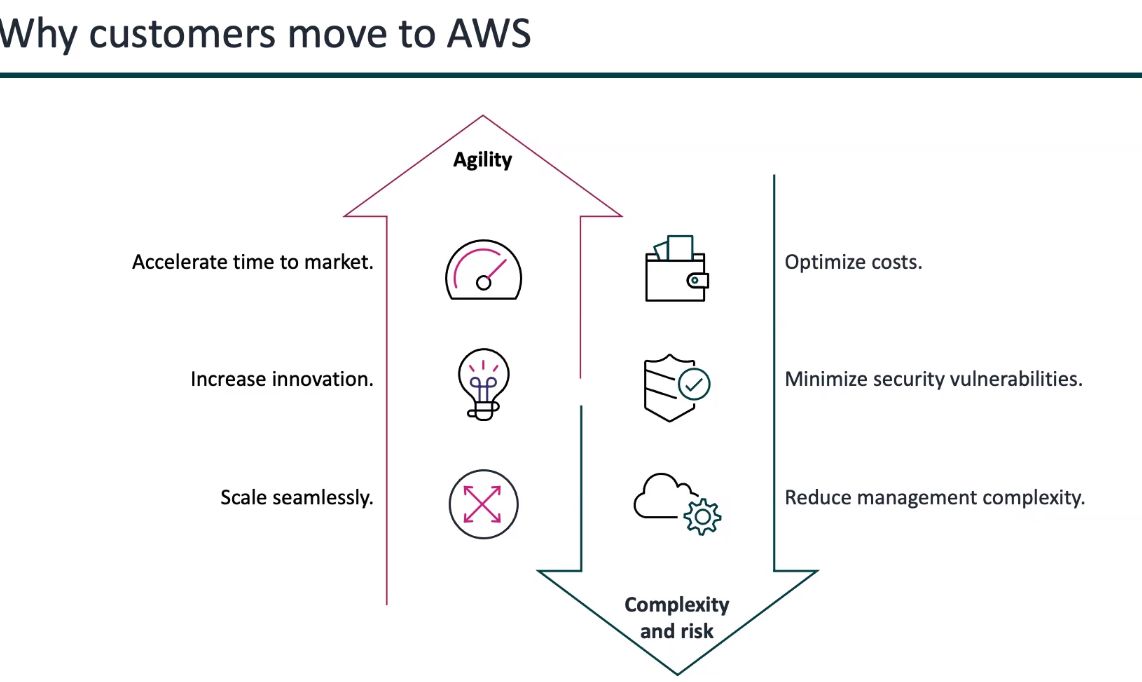 Why customers move to AWS
Agility
Accelerate time to market.
Optimize costs.
Increase innovation.
Minimize security vulnerabilities.
Scale seamlessly.
Reduce management complexity.
Complexity
and risk